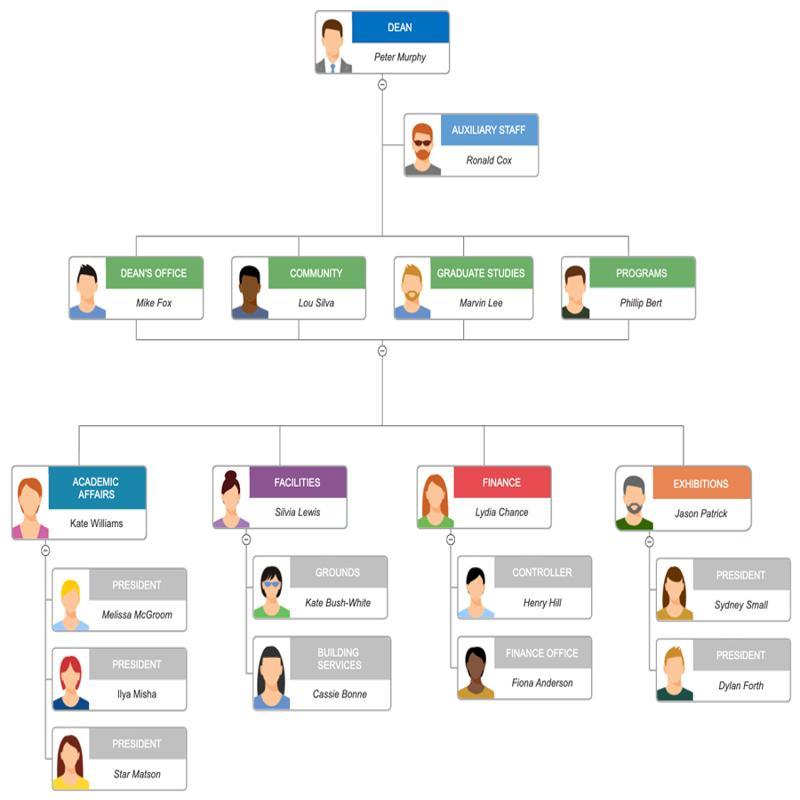 DEAN
Peter Murphy
AUXILIARY STAFF
Ronald Cox
DEAN'S OFFICE
Mike Fox
COMMUNITY
Lou Silva
GRADUATE STUDIES
Marvin Lee
PROGRAMS
Phillip Bert
ACADEMIC
AFFAIRS
Kate Williams
FACILITIES
Silvia Lewis
FINANCE
Lydia Chance
EXHIBITIONS
Jason Patrick
PRESIDENT
Melissa McGroom
PRESIDENT
Ilya Misha
PRESIDENT
Star Matson
GROUNDS
Kate Bush-White
BUILDING
SERVICES
Cassie Bonne
CONTROLLER
Henry Hill
FINANCE OFFICE
Fiona Anderson
PRESIDENT
Sydney Small
PRESIDENT
Dylan Forth